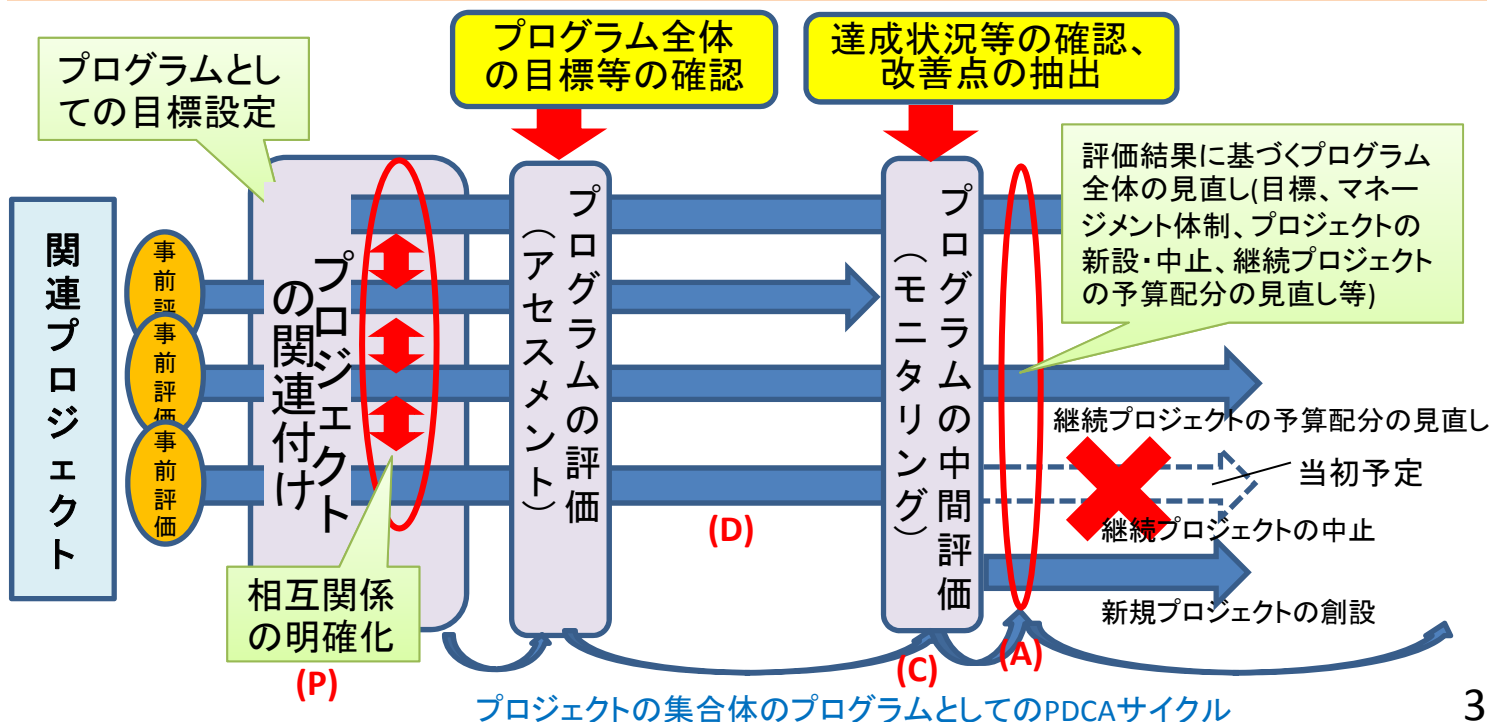 プログラムとし
ての目標設定
プログラム全体
の目標等の確認
達成状況等の確認、
改善点の抽出
評価結果に基づくプログラム
全体の見直し(目標、マネー
ジメント体制、プロジェクトの
新設・中止、継続プロジェクト
の予算配分の見直し等)
関連プロジェクト
事前評
事前評価
事前評価
プロジェクト
の関連付け
プログラムの評価
（アセスメント）
プログラムの中間評価
（モニタリング）
継続プロジェクトの予算配分の見直し
当初予定
継続プロジェクトの中止
新規プロジェクトの創設
相互関係
の明確化
(P)
(D)
(C)
(A)
プロジェクトの集合体のプログラムとしてのPDCAサイクル
3